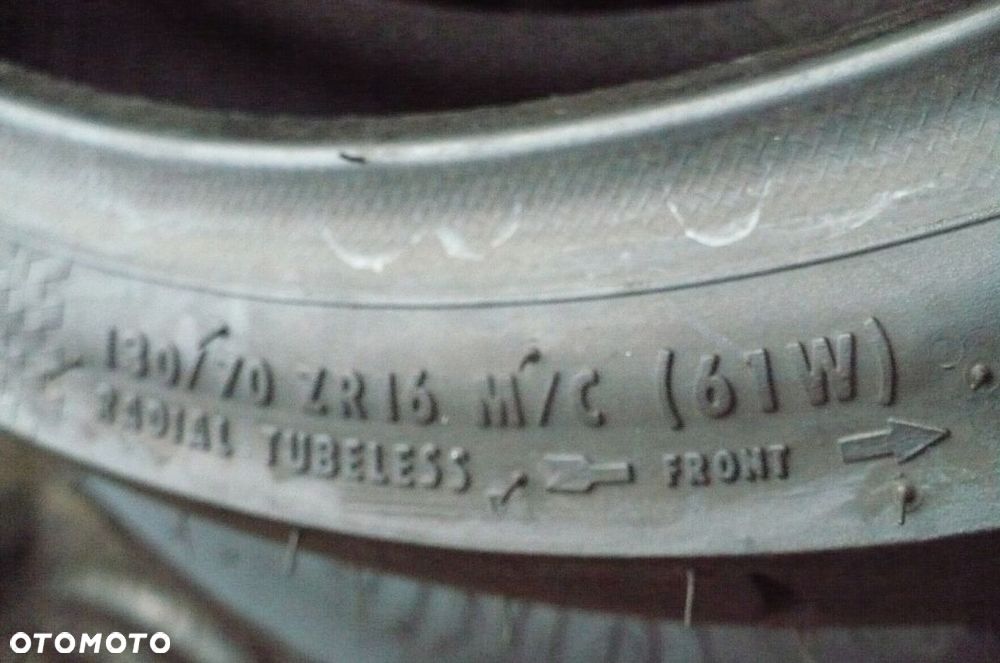 130/70 ZR16 M/C (61W)
RADIAL TUBELESS FRONT
OTOMOTO